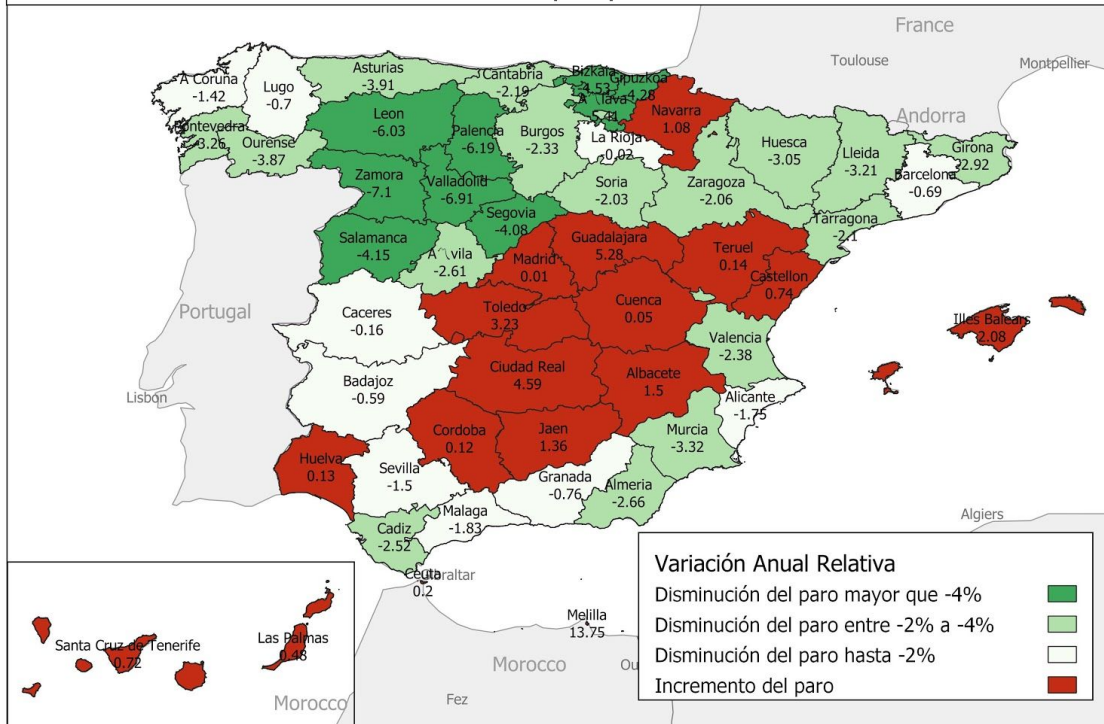 France
Toulouse
Montpellier
Andorra
A Coruna
-1.42
Lugo
-0.7
Asturias
-3.91
Cantabria
-2.19
Bizkaia
-4.53
Gipuzkoa
-4.28
Navarra
1.08
Pontevedra
-3.26
Ourense
-3.87
Leon
-6.03
Palencia
-6.19
Burgos
-2.33
La Rioja
-0.02
Huesca
-3.05
Lleida
-3.21
Girona
Barcelona
-0.69
Zamora
-7.1
Valladolid
-6.91
Soria
-2.03
Zaragoza
-2.06
Tarragona
-2.1
Segovia
-4.08
Salamanca
-4.15
-2.61
Guadalajara
5.28
Madrid
0.01
Teruel
0.14
Castellon
0.74
Portugal
Caceres
-0.16
Toledo
3.23
Cuenca
0.05
Valencia
-2.38
Illes Balears
2.08
Lisbon
Badajoz
-0.59
Ciudad Real
4.59
Albacete
1.5
Alicante
-1.75
Huelva
0.13
Sevilla
-1.5
Cordoba
0.12
Jaen
1.36
Murcia
-3.32
Granada
-0.76
Almeria
-2.66
Cadiz
-2.52
Malaga
-1.83
Algiers
Ceuta
0.2
Gibraltar
Melilla
13.75
Morocco
Fez
Santa Cruz de Tenerife
0.72
Las Palmas
0.48
Morocco
Variación Anual Relativa
Disminución del paro mayor que -4%
Disminución del paro entre -2% a -4%
Disminución del paro hasta -2%
Incremento del paro